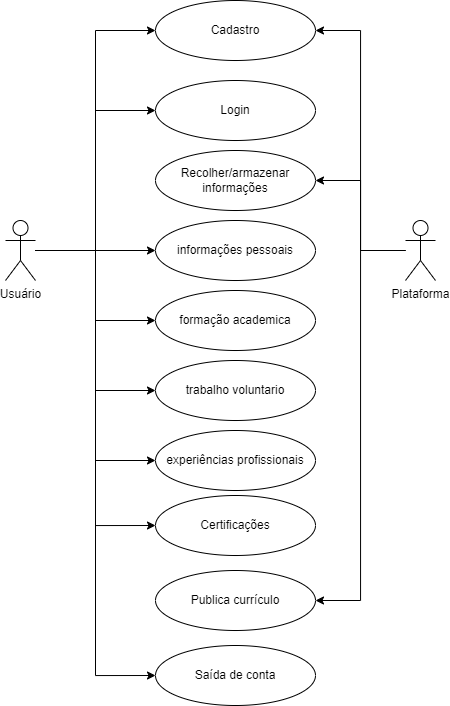 Cadastro
Login
Recolher/armazenar
informações
informações pessoais
Usuário
Plataforma
formação academica
trabalho voluntario
experiências profissionais
Certificações
Publica currículo
Saída de conta